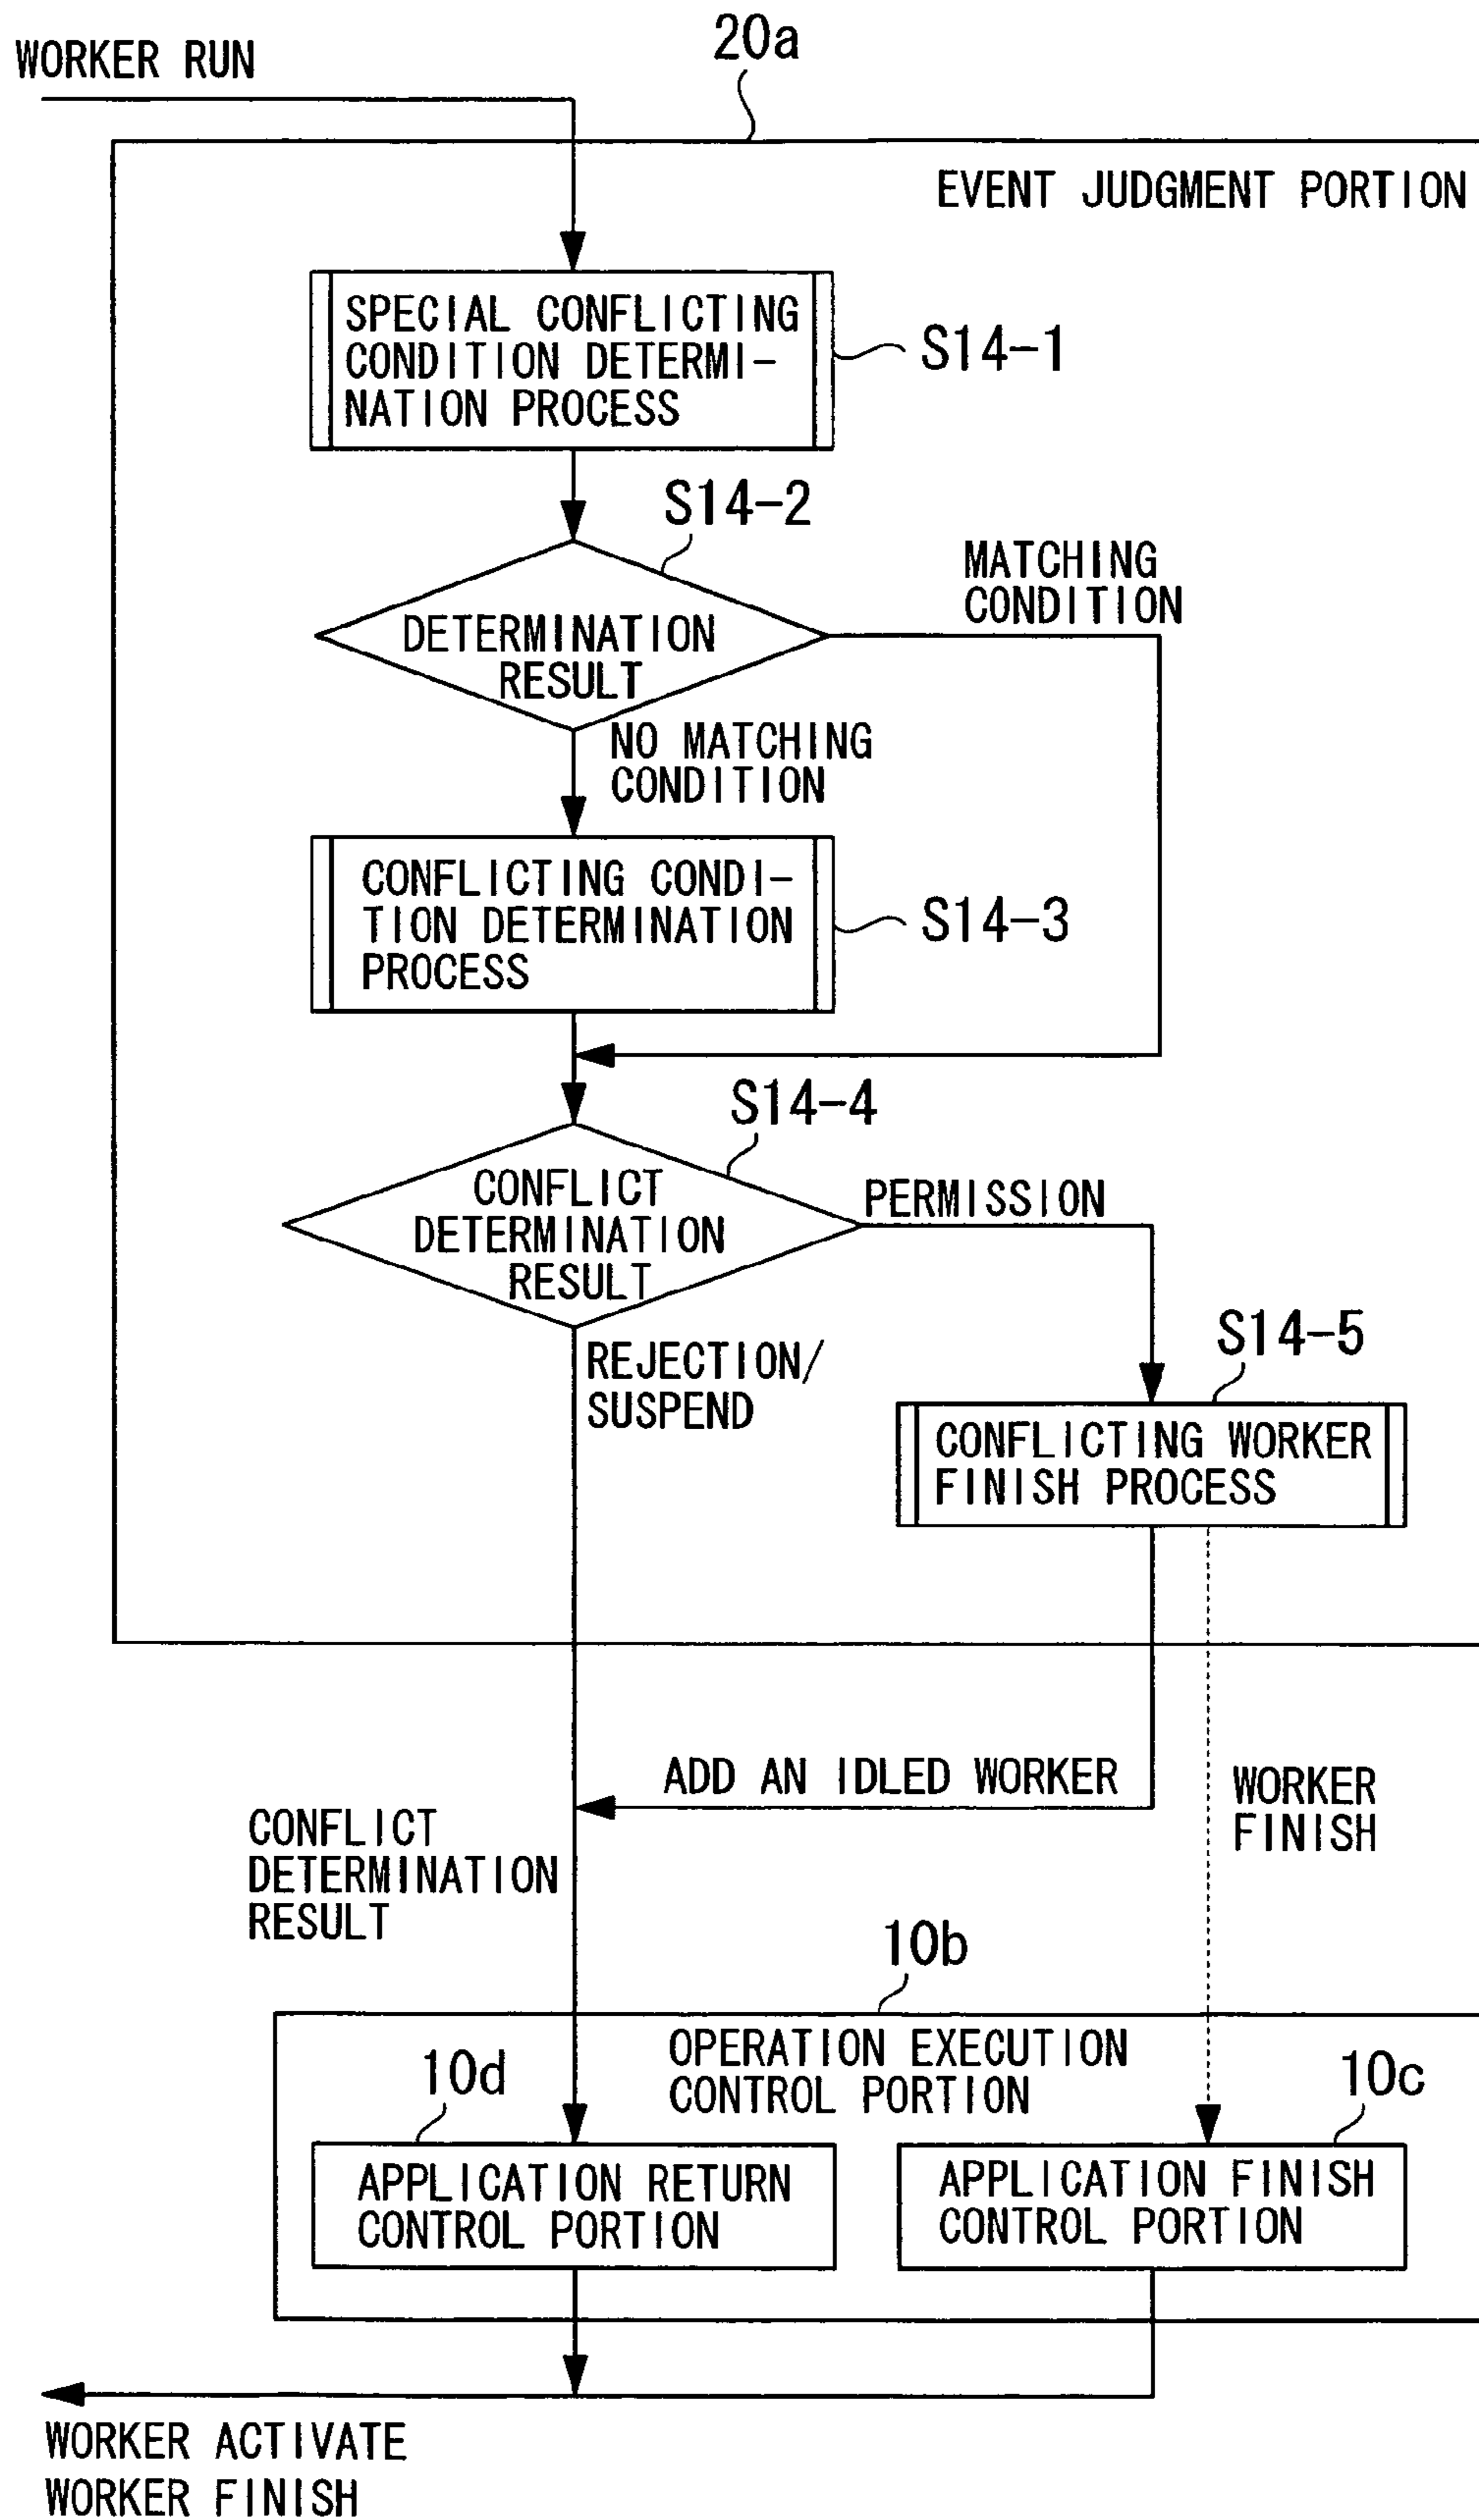 20a
WORKER RUN
EVENT JUDGMENT PORTION
SPECIAL CONFLICTING
CONDITION DETERMI-
NATION PROCESS
S14-1
S14-2
MATCHING
CONDITION
DETERMINATION
RESULT
NO MATCHING
CONDITION
CONFLICTING CONDI-
TION DETERMINATION
PROCESS
S14-3
S14-4
CONFLICT
DETERMINATION
RESULT
PERMISSION
REJECTION/
SUSPEND
S14-5
CONFLICTING WORKER
FINISH PROCESS
ADD AN IDLED WORKER
WORKER
FINISH
CONFLICT
DETERMINATION
RESULT
10b
OPERATION EXECUTION
CONTROL PORTION
10d
10c
APPLICATION RETURN
CONTROL PORTION
APPLICATION FINISH
CONTROL PORTION
WORKER ACTIVATE
WORKER FINISH